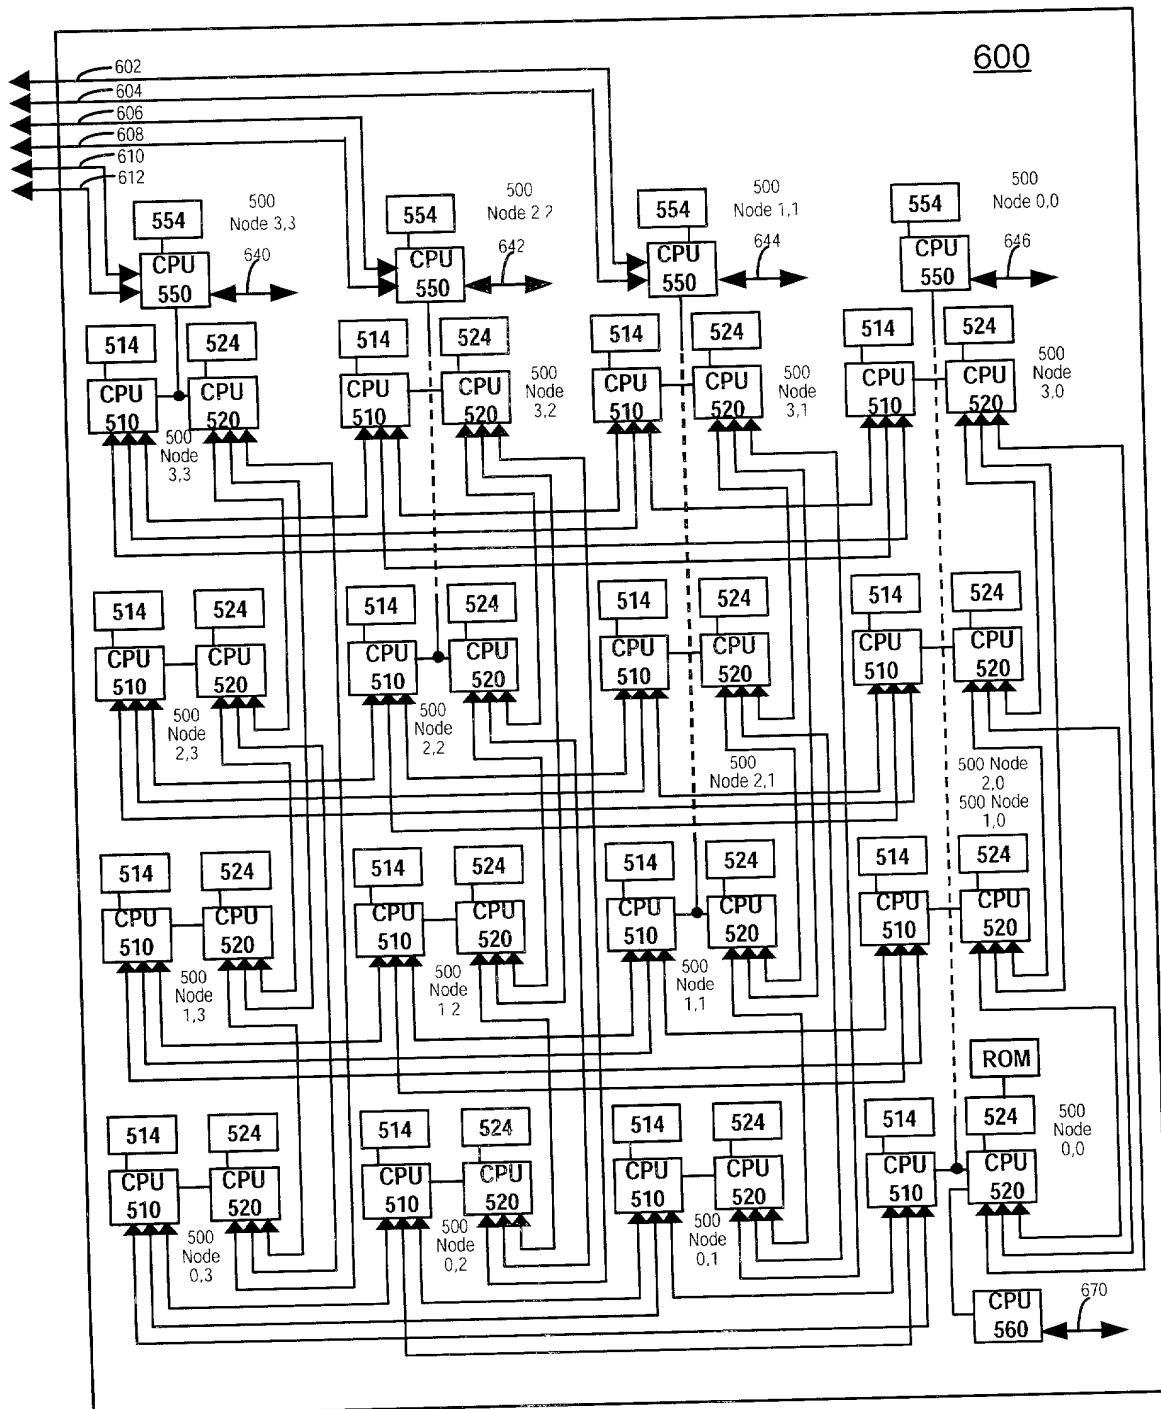 600
602
604
606
608
610
612
554
500
Node 3,3
554
500
Node 2,2
554
500
Node 1,1
554
500
Node 0,0
CPU
550
640
CPU
550
642
CPU
550
644
CPU
550
646
514
524
514
524
514
524
514
524
CPU
510
CPU
520
500
Node
3,3
CPU
510
CPU
520
500
Node
3,2
CPU
510
CPU
520
500
Node
3,1
CPU
510
CPU
520
500
Node
3,0
514
524
514
524
514
524
514
524
CPU
510
CPU
520
500
Node
2,3
CPU
510
CPU
520
500
Node
2,2
CPU
510
CPU
520
500
Node 2,1
CPU
510
CPU
520
500 Node
2,0
500 Node
1,0
514
524
514
524
514
524
514
524
CPU
510
CPU
520
500
Node
1,3
CPU
510
CPU
520
500
Node
1 2
CPU
510
CPU
520
500
Node
1,1
CPU
510
CPU
520
ROM
514
524
514
524
514
524
514
524
500
Node
0,0
CPU
510
CPU
520
500
Node
0,3
CPU
510
CPU
520
500
Node
0,2
CPU
510
CPU
520
500
Node
0,1
CPU
510
CPU
520
CPU
560
670